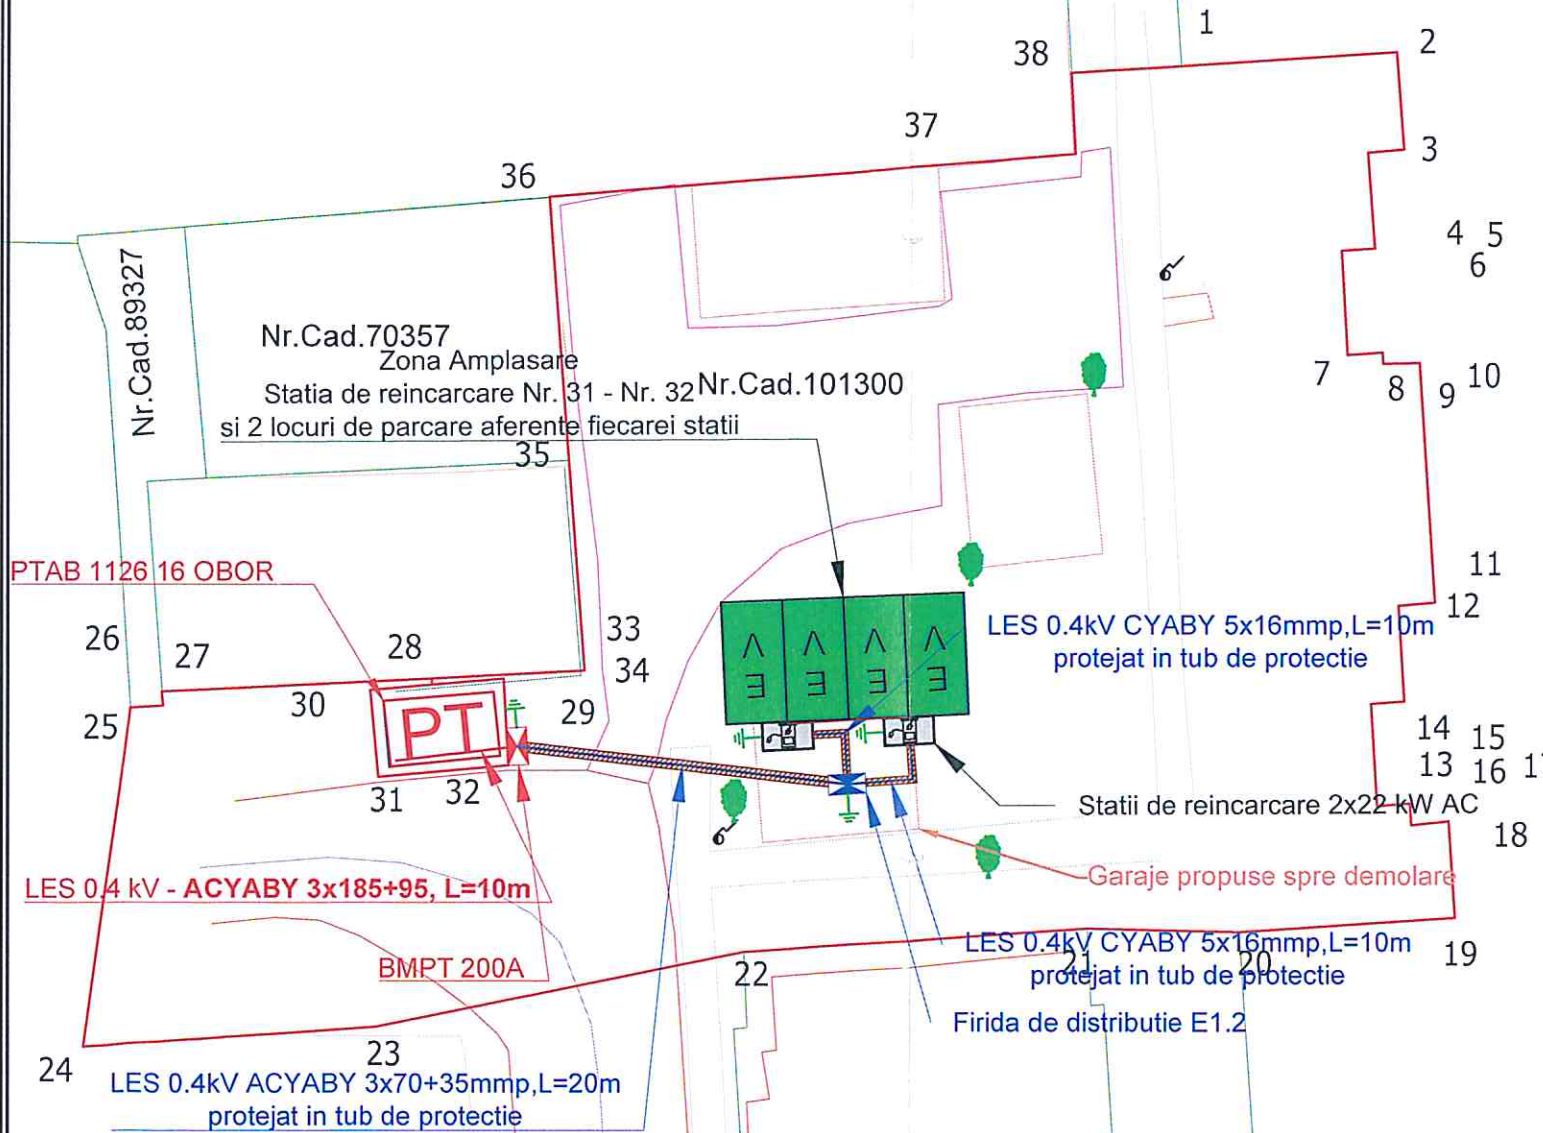 1
2
38
37
3
36
4 5
6
Nr.Cad.89327
Nr.Cad.70357
Zona Amplasare
Statia de reincarcare Nr. 31 - Nr. 32
Nr.Cad.101300
si 2 locuri de parcare aferente fiecarei statii
7
8
9
10
35
PTAB 1126 16 OBOR
11
12
26
27
28
33
34
LES 0.4kV CYABY 5x16mmp,L=10m
protejat in tub de protectie
V V V V
E E E E
25
30
PT
29
14 15
13 16
31
32
Statii de reincarcare 2x22 kW AC
18
LES 0.4 kV - ACYABY 3x185+95, L=10m
Garaje propuse spre demolare
BMPT 200A
22
LES 0.4kV CYABY 5x16mmp,L=10m
protejat in tub de protectie
21
20
19
Firida de distributie E1.2
24
23
LES 0.4kV ACYABY 3x70+35mmp,L=20m
protejat in tub de protectie